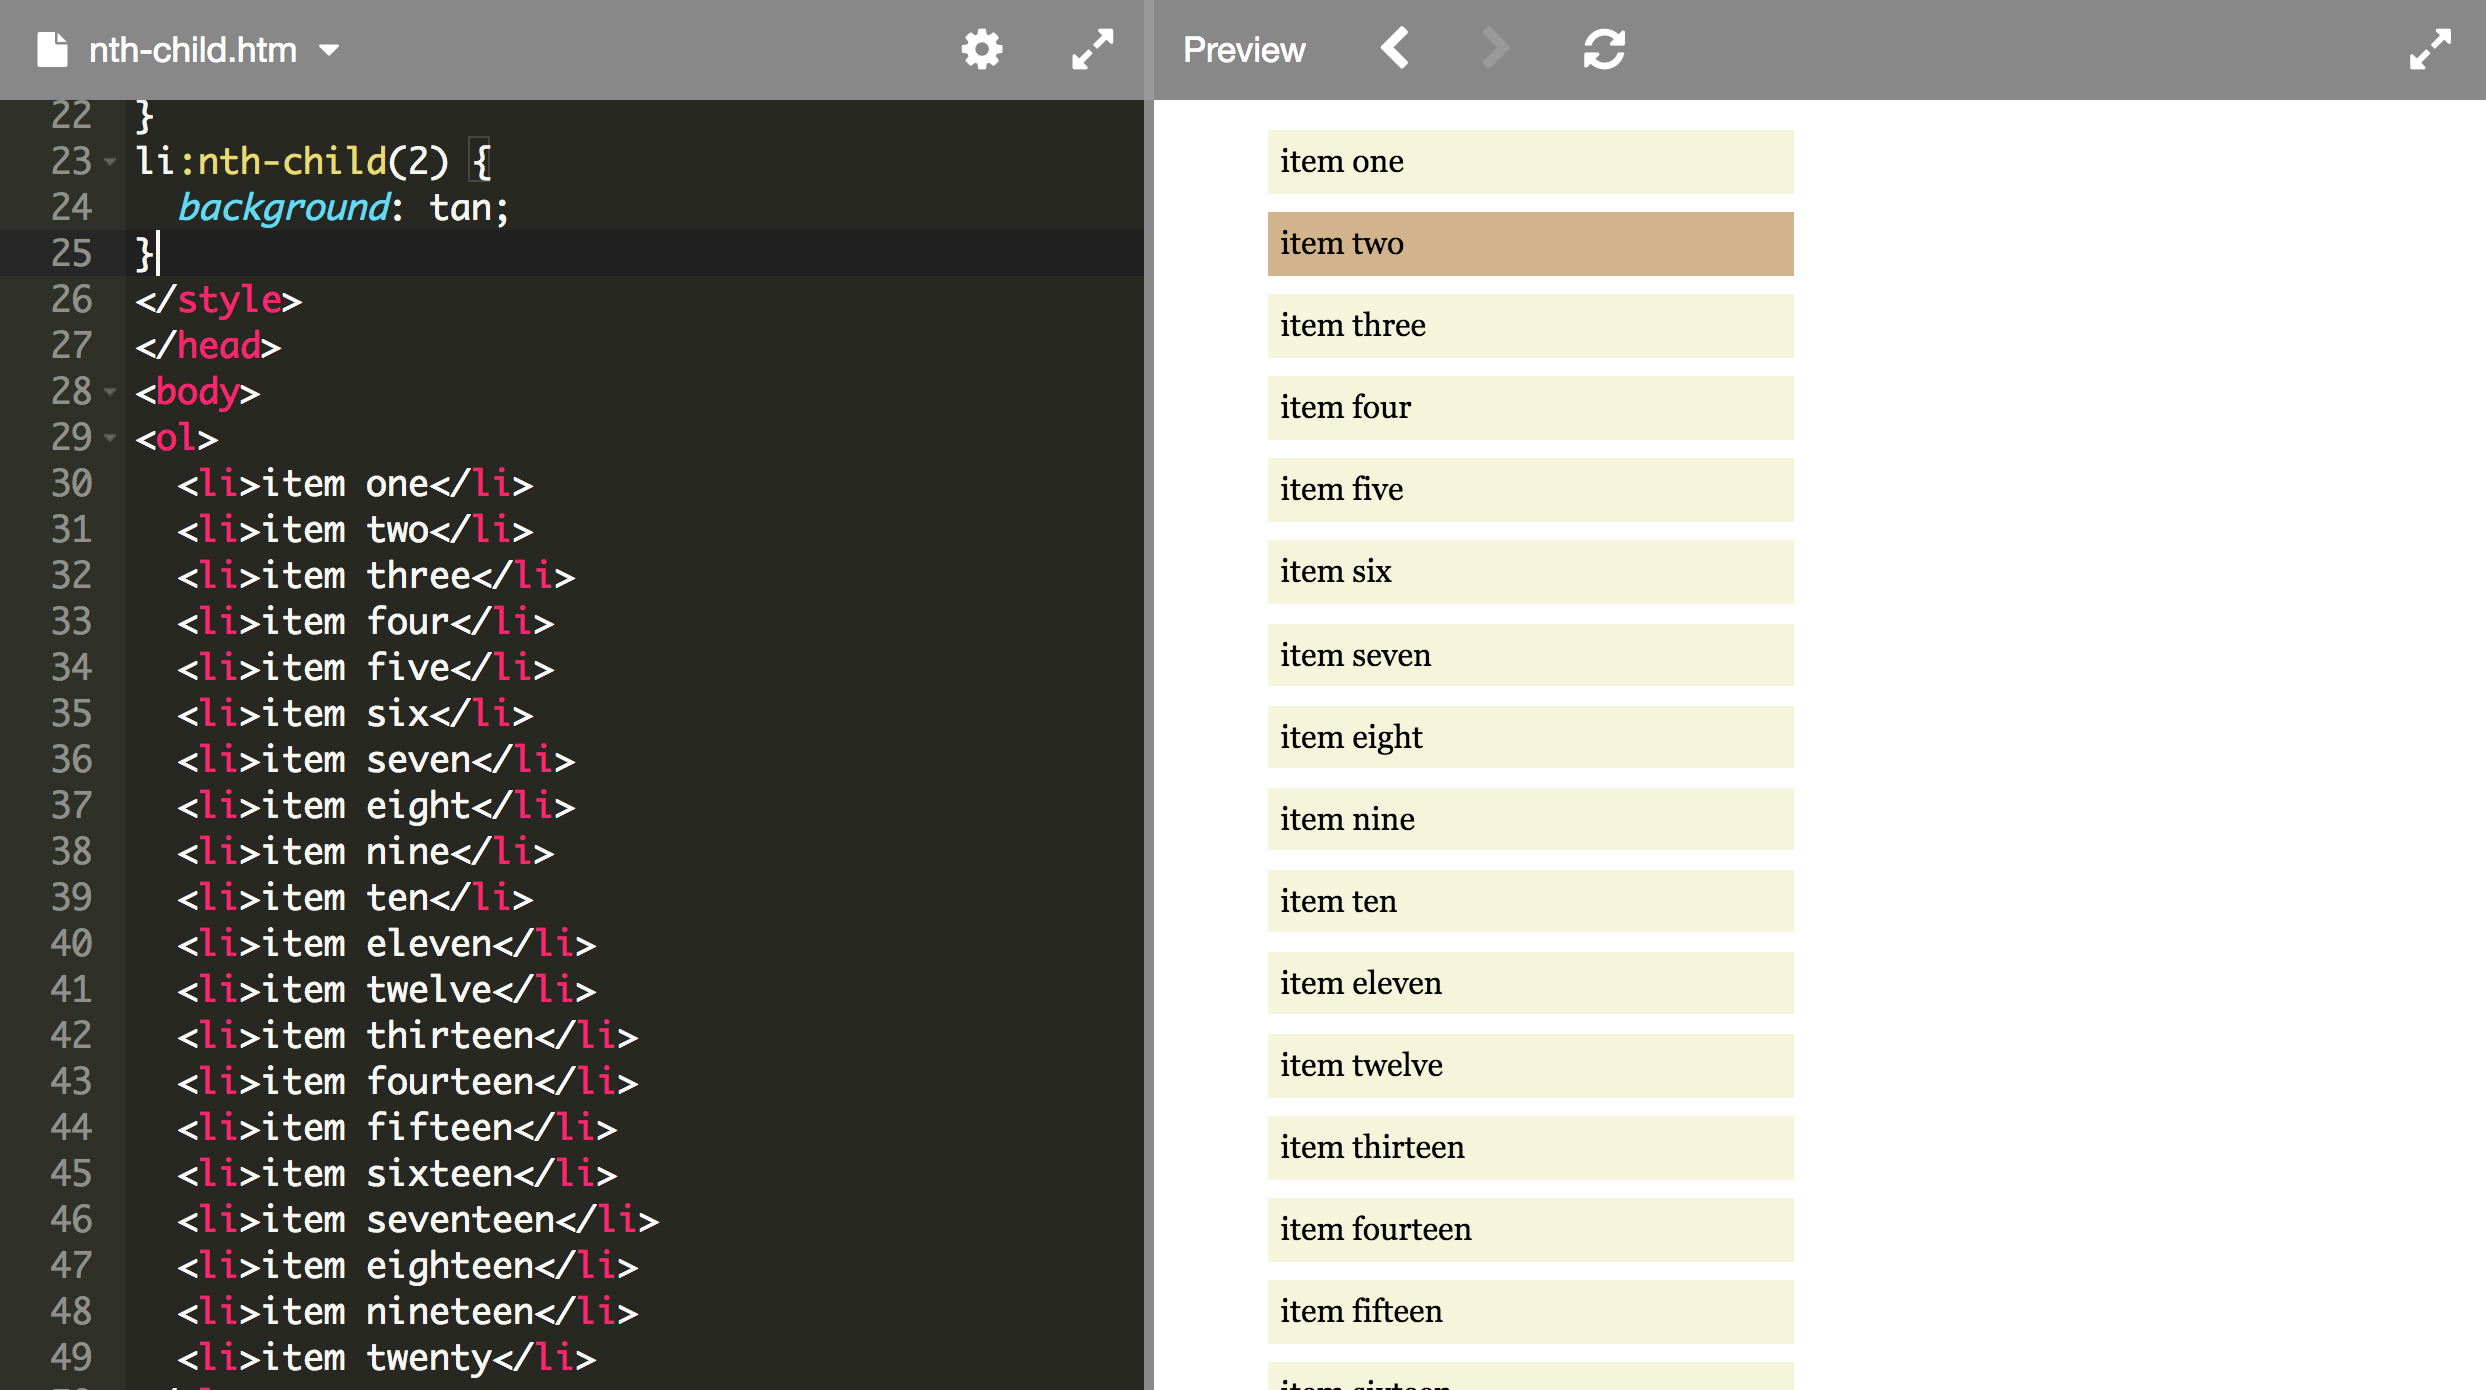 nth-child.htm
22 }
23 li:nth-child(2) {
24   background: tan;
25 }
26 </style>
27 </head>
28 <body>
29 <ol>
30   <li>item one</li>
31   <li>item two</li>
32   <li>item three</li>
33   <li>item four</li>
34   <li>item five</li>
35   <li>item six</li>
36   <li>item seven</li>
37   <li>item eight</li>
38   <li>item nine</li>
39   <li>item ten</li>
40   <li>item eleven</li>
41   <li>item twelve</li>
42   <li>item thirteen</li>
43   <li>item fourteen</li>
44   <li>item fifteen</li>
45   <li>item sixteen</li>
46   <li>item seventeen</li>
47   <li>item eighteen</li>
48   <li>item nineteen</li>
49   <li>item twenty</li>
Preview
item one
item two
item three
item four
item five
item six
item seven
item eight
item nine
item ten
item eleven
item twelve
item thirteen
item fourteen
item fifteen
item sixteen